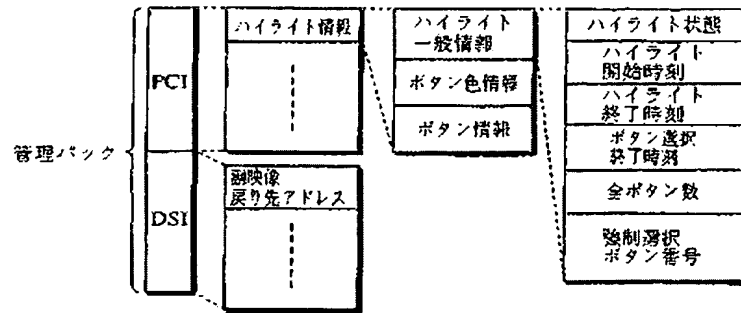 管理パック
PCI
DSI
ハイライト情報
副映像
戻り先アドレス
ハイライト
一般情報
ボタン色情報
ボタン情報
ハイライト状態
ハイライト
開始時刻
ハイライト
終了時刻
ボタン選択
終了時刻
全ボタン数
強制選択
ボタン番号